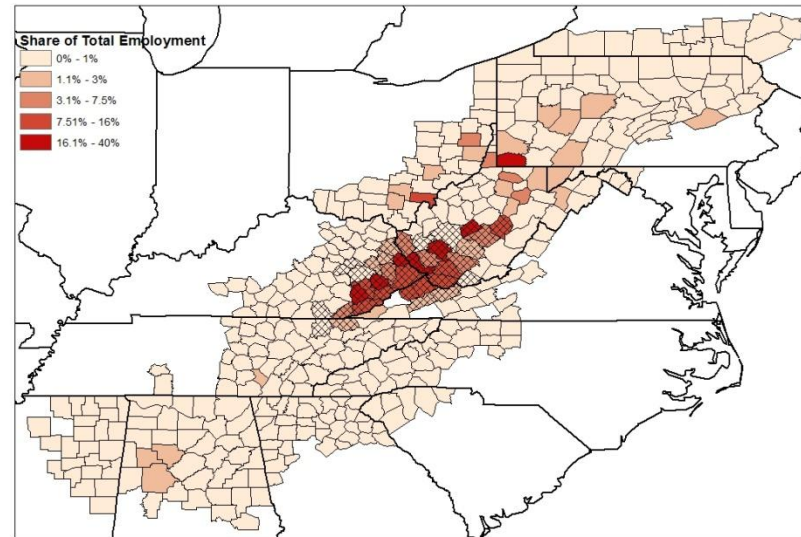 Share of Total Employment
0% - 1%
1.1% - 3%
3.1% - 7.5%
7.51% - 16%
16.1% - 40%